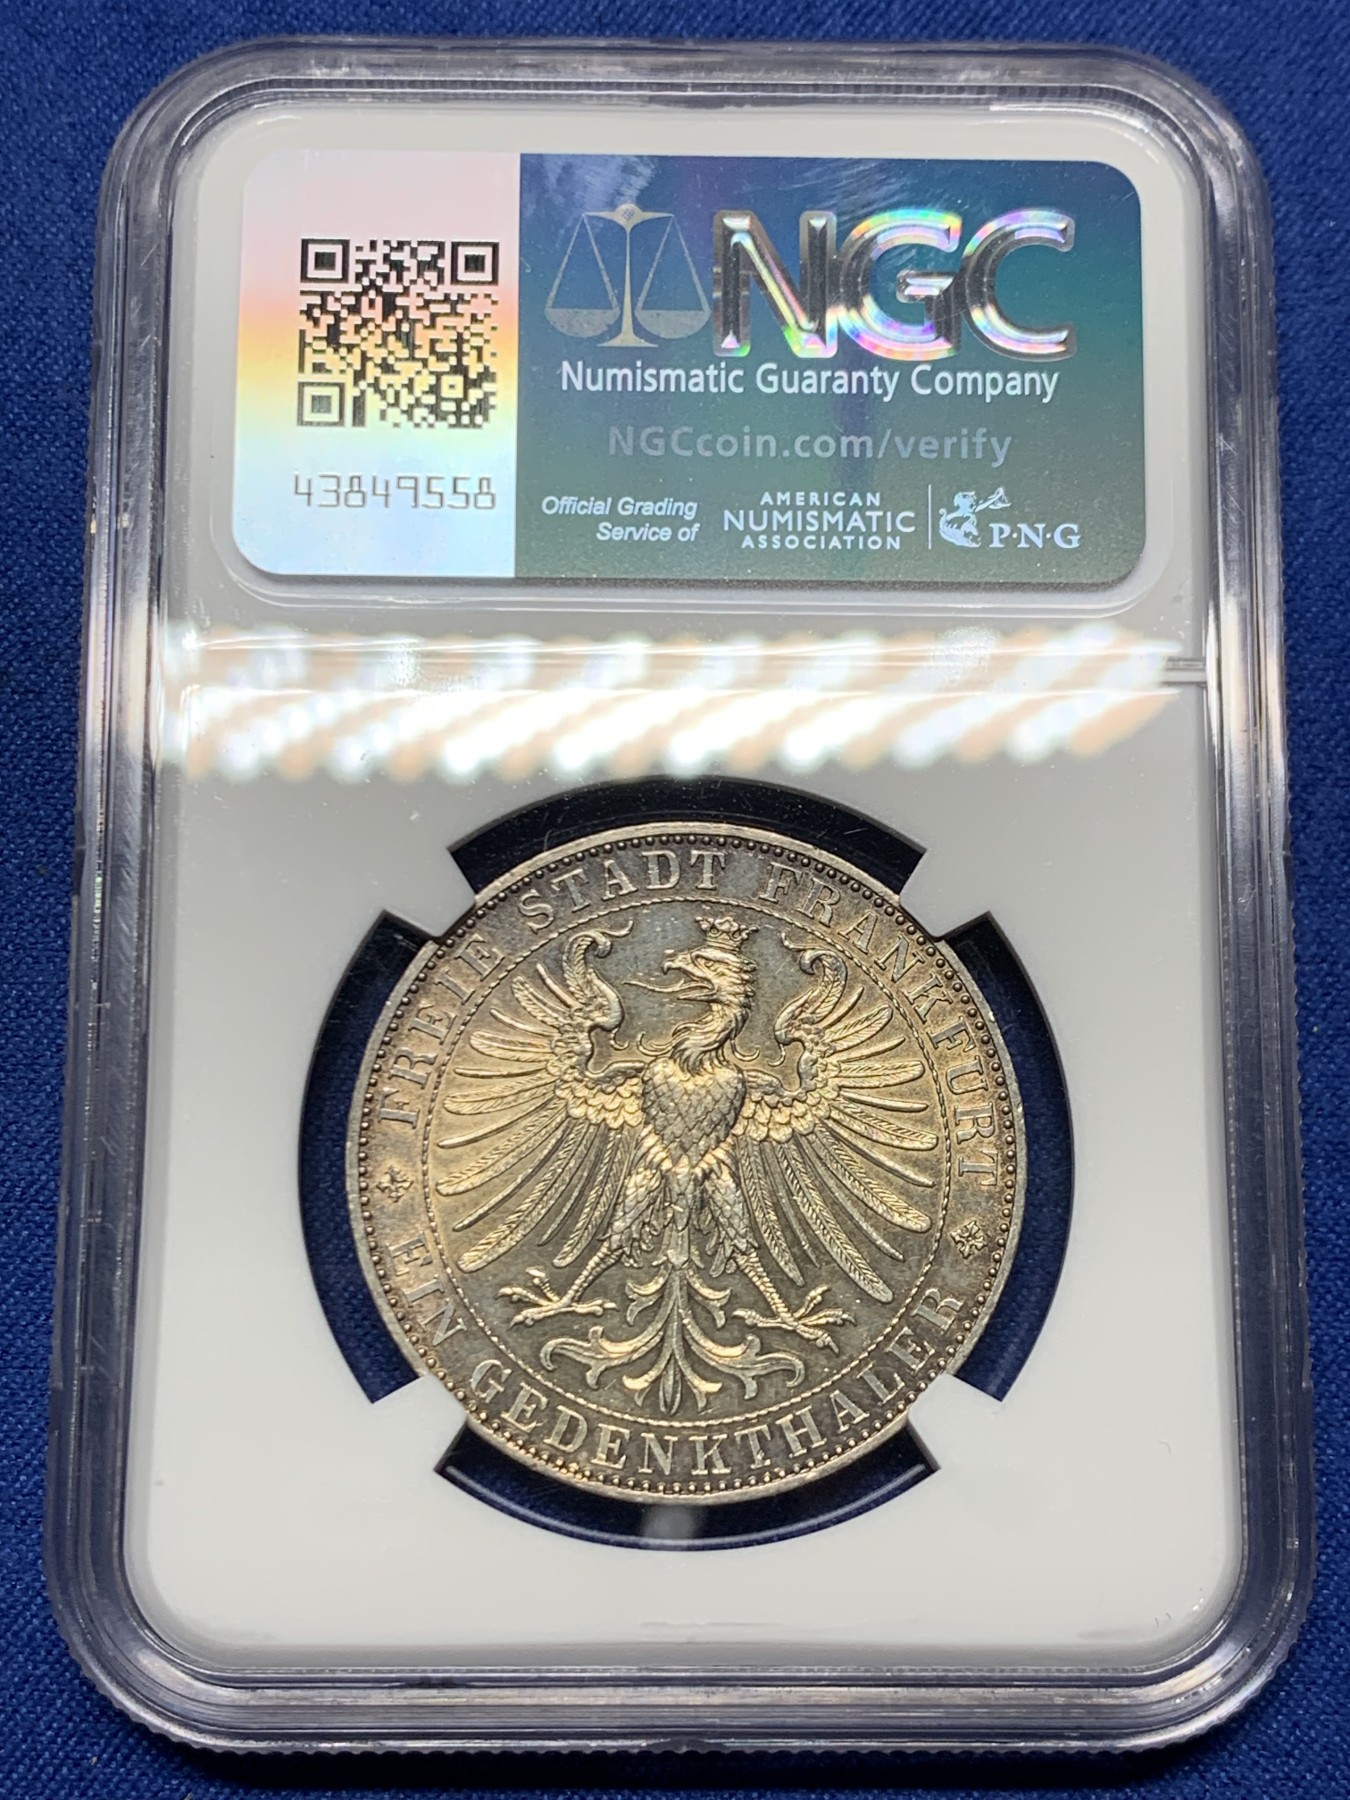 NGC
Numismatic Guaranty Company
NGCcoin.com/verify
43849558
Official Grading
Service of
AMERICAN
NUMISMATIC
ASSOCIATION
P·N·G
FREIE STADT FRANKFURT
EIN GEDENKTHALER